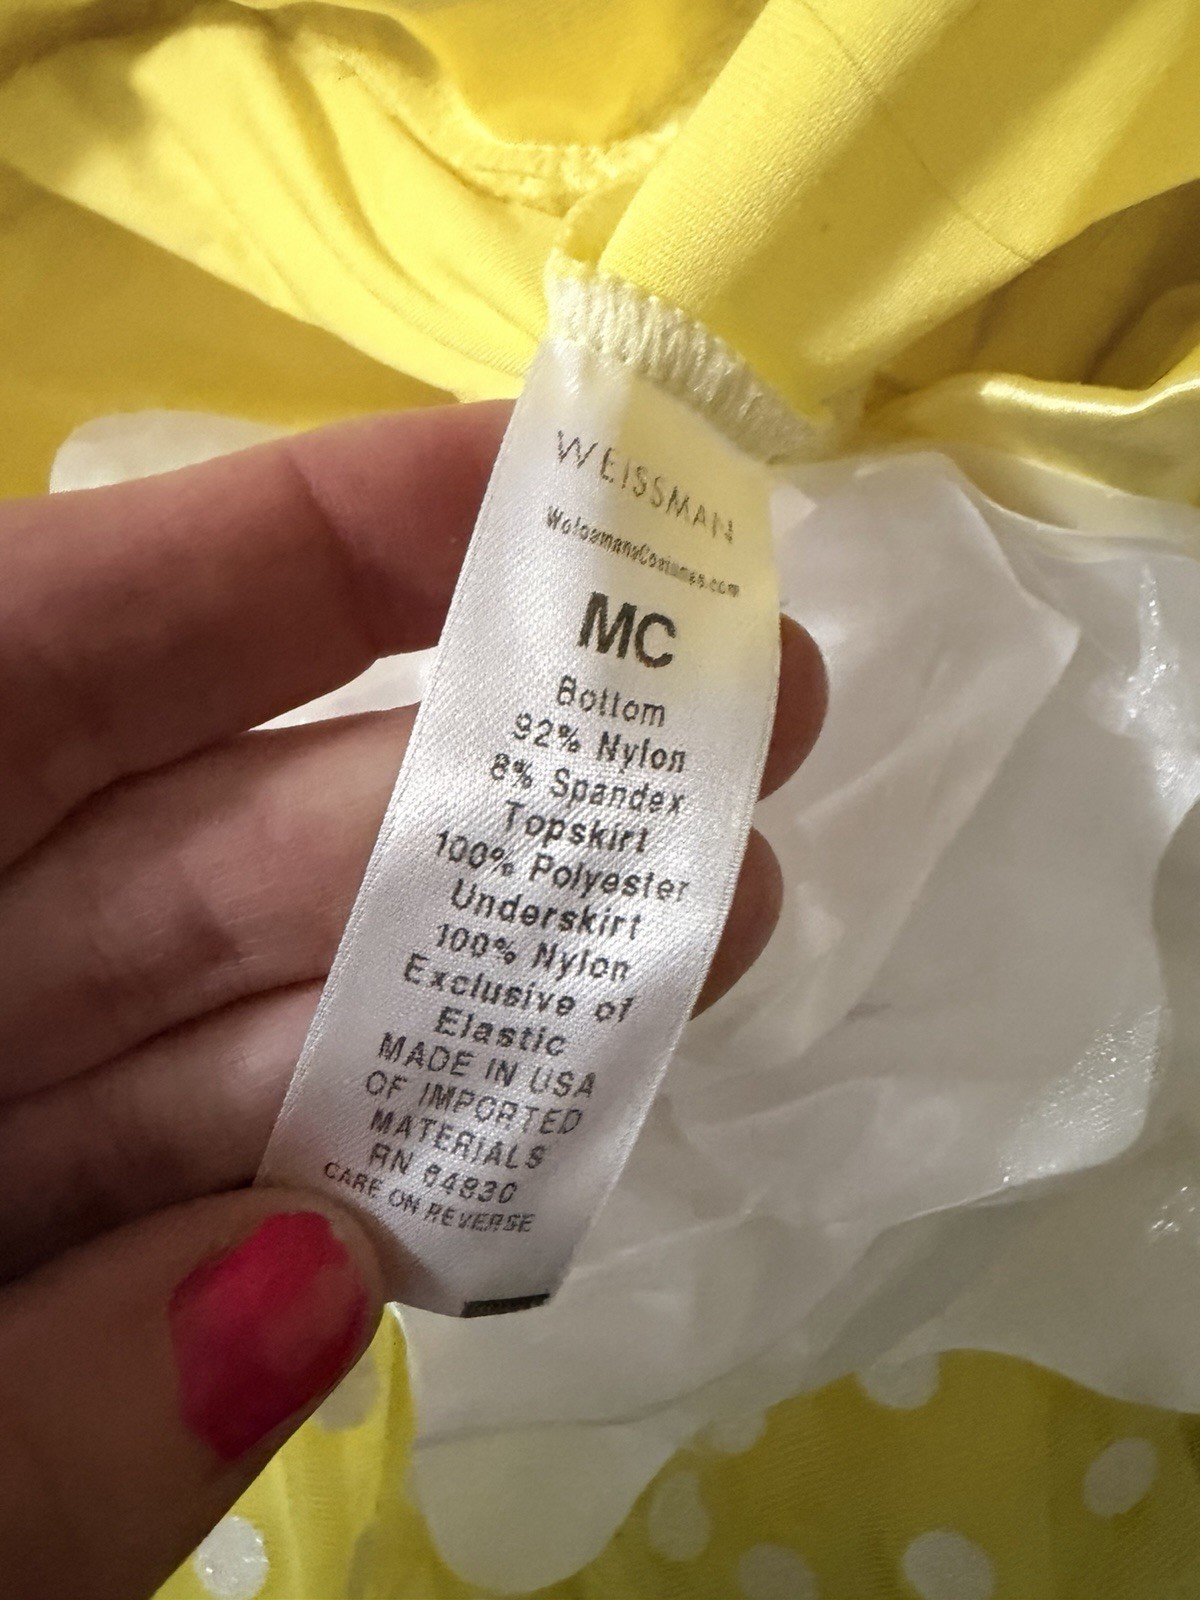 WEISSMAN
WeissmansCostumes.com
MC
Bottom
92% Nylon
8% Spandex
Topskirt
100% Polyester
Underskirt
100% Nylon
Exclusive of
Elastic
MADE IN USA
OF IMPORTED
MATERIALS
RN 64830
CARE ON REVERSE